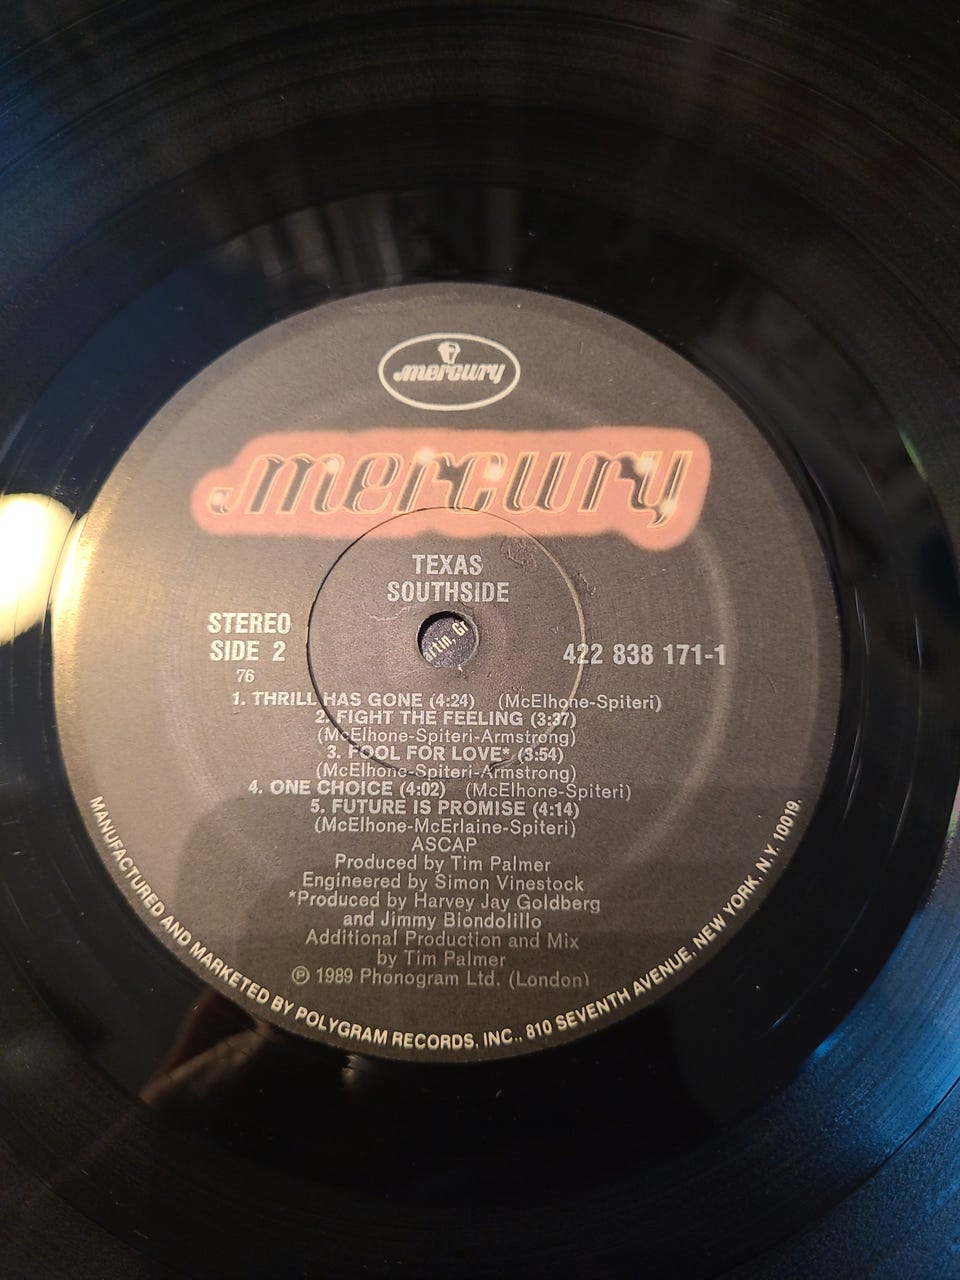 mercury
mercury
TEXAS
SOUTHSIDE
STEREO
SIDE 2
76
422 838 171-1
1. THRILL HAS GONE (4:24) (McElhone-Spiteri)
2. FIGHT THE FEELING (3:37)
(McElhone-Spiteri-Armstrong)
3. FOOL FOR LOVE* (3:54)
(McElhone-Spiteri-Armstrong)
4. ONE CHOICE (4:02) (McElhone-Spiteri)
5. FUTURE IS PROMISE (4:14)
(McElhone-McErlaine-Spiteri)
ASCAP
Produced by Tim Palmer
Engineered by Simon Vinestock
*Produced by Harvey Jay Goldberg
and Jimmy Biondolillo
Additional Production and Mix
by Tim Palmer
℗ 1989 Phonogram Ltd. (London)
MANUFACTURED AND MARKETED BY POLYGRAM RECORDS, INC., 810 SEVENTH AVENUE, NEW YORK, N.Y. 10019.